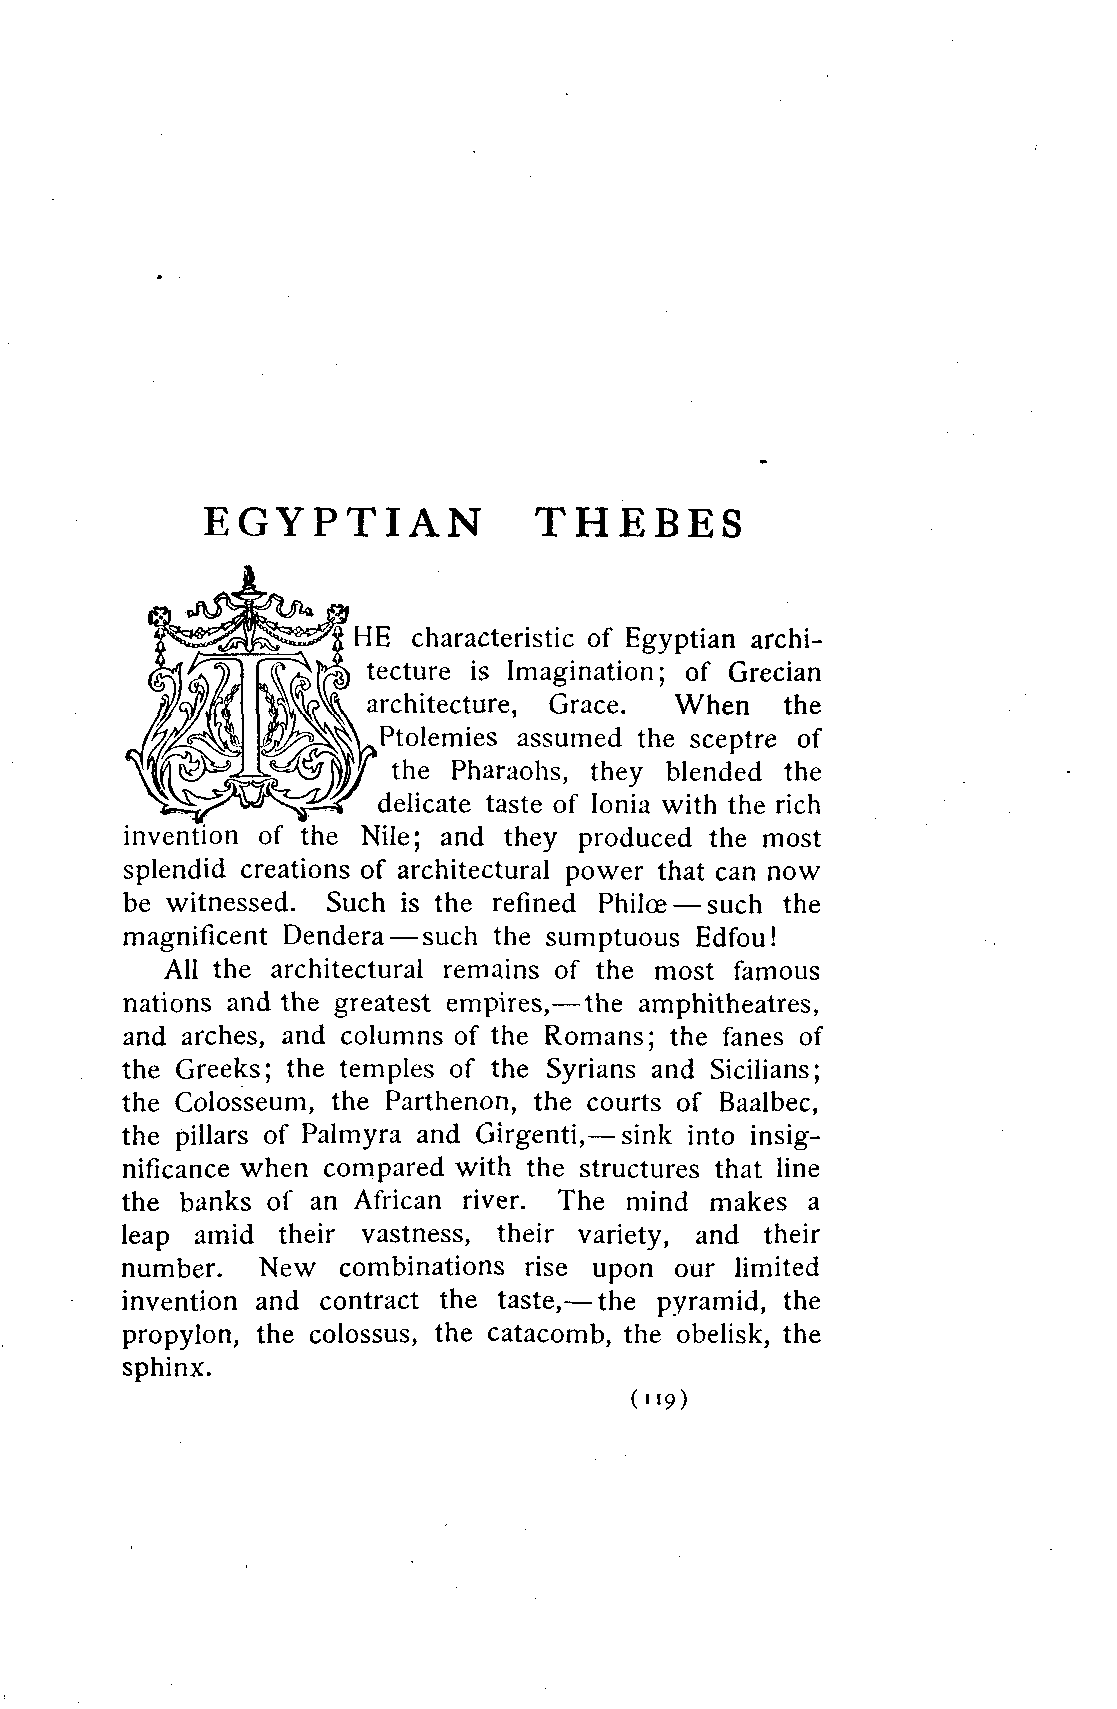 EGYPTIAN THEBES
THE characteristic of Egyptian archi-
tecture is Imagination; of Grecian
architecture, Grace. When the
Ptolemies assumed the sceptre of
the Pharaohs, they blended the
delicate taste of Ionia with the rich
invention of the Nile; and they produced the most
splendid creations of architectural power that can now
be witnessed. Such is the refined Philœ—such the
magnificent Dendera—such the sumptuous Edfou!
All the architectural remains of the most famous
nations and the greatest empires,—the amphitheatres,
and arches, and columns of the Romans; the fanes of
the Greeks; the temples of the Syrians and Sicilians;
the Colosseum, the Parthenon, the courts of Baalbec,
the pillars of Palmyra and Girgenti,—sink into insig-
nificance when compared with the structures that line
the banks of an African river. The mind makes a
leap amid their vastness, their variety, and their
number. New combinations rise upon our limited
invention and contract the taste,—the pyramid, the
propylon, the colossus, the catacomb, the obelisk, the
sphinx.
(119)